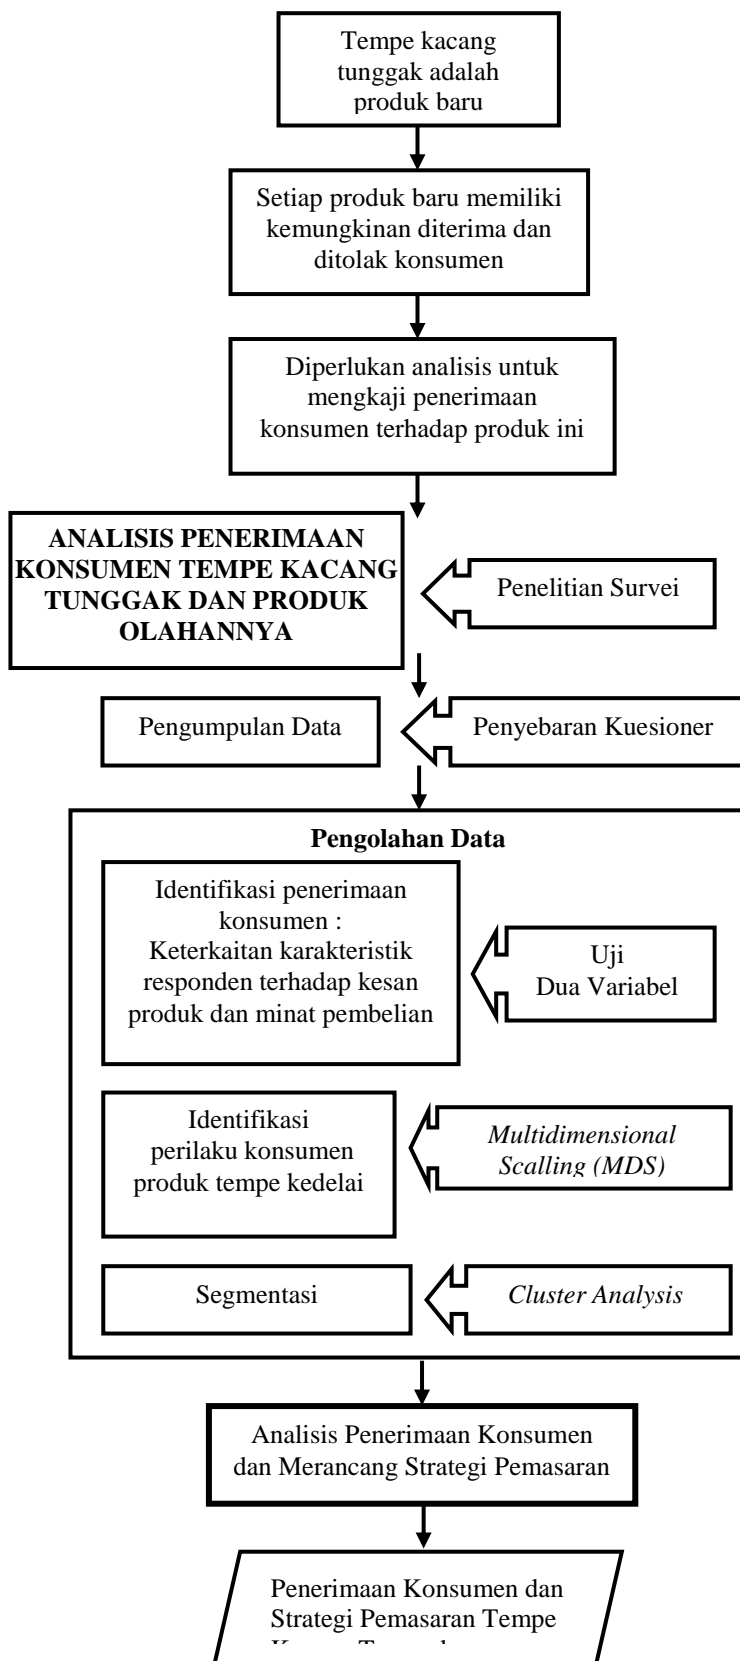 Tempe kacang
tunggak adalah
produk baru
Setiap produk baru memiliki
kemungkinan diterima dan
ditolak konsumen
Diperlukan analisis untuk
mengkaji penerimaan
konsumen terhadap produk ini
ANALISIS PENERIMAAN
KONSUMEN TEMPE KACANG
TUNGGAK DAN PRODUK
OLAHANNYA
Penelitian Survei
Pengumpulan Data
Penyebaran Kuesioner
Pengolahan Data
Identifikasi penerimaan
konsumen :
Keterkaitan karakteristik
responden terhadap kesan
produk dan minat pembelian
Uji
Dua Variabel
Identifikasi
perilaku konsumen
produk tempe kedelai
Multidimensional
Scalling (MDS)
Segmentasi
Cluster Analysis
Analisis Penerimaan Konsumen
dan Merancang Strategi Pemasaran
Penerimaan Konsumen dan
Strategi Pemasaran Tempe